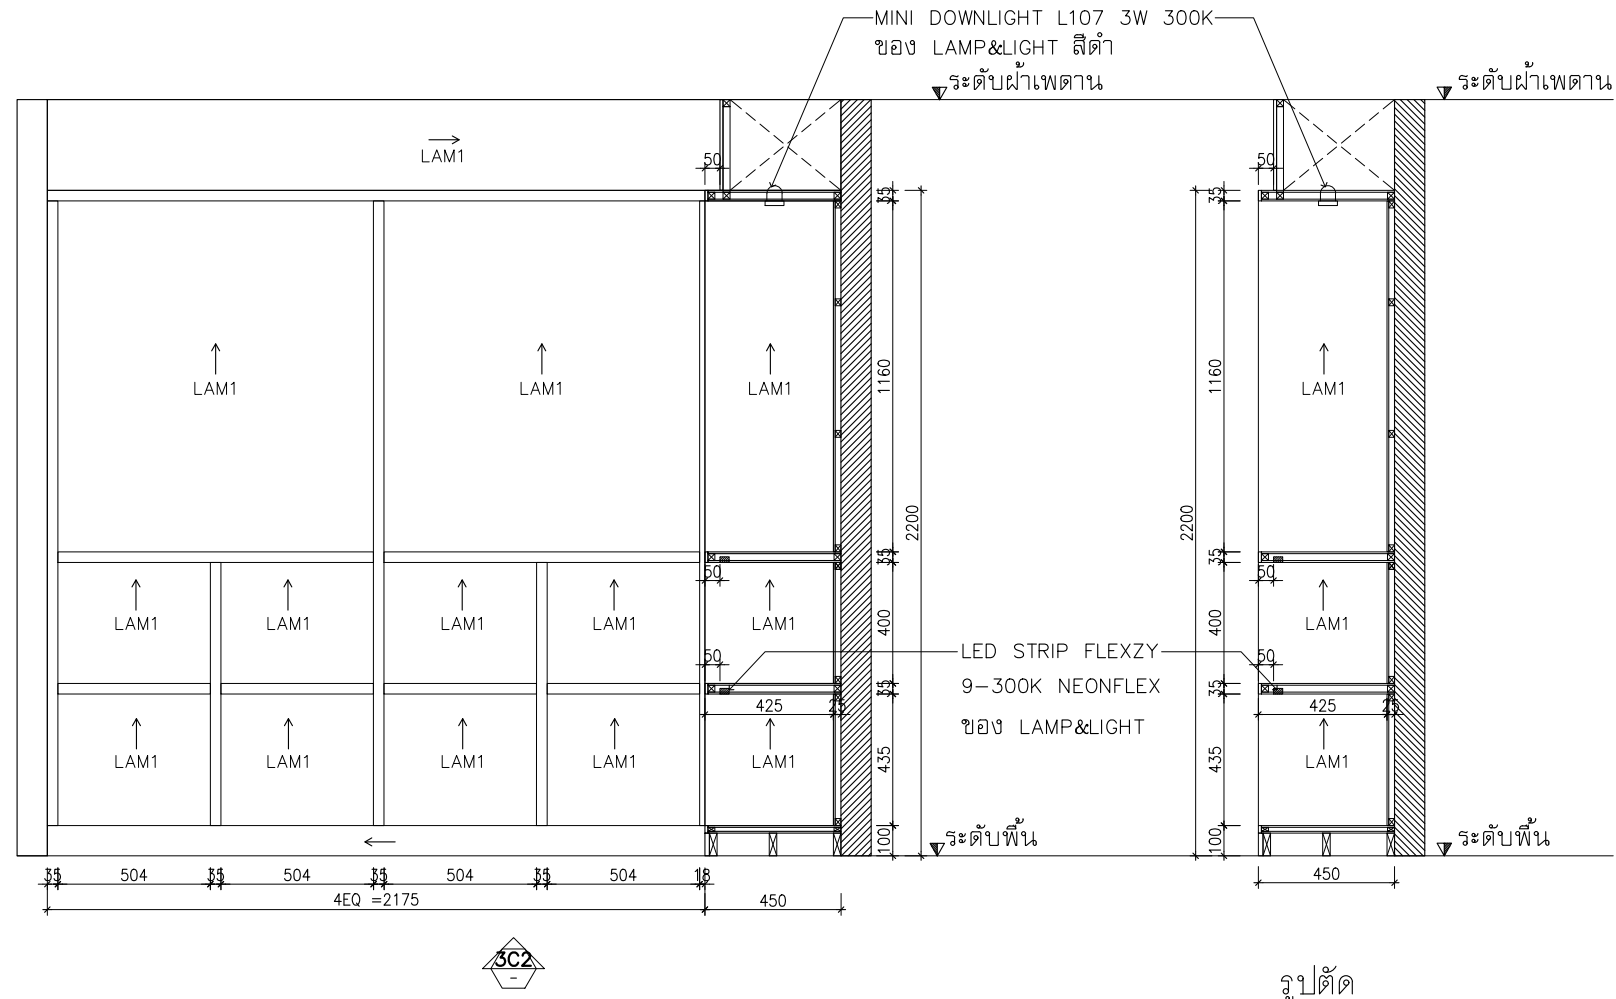 MINI DOWNLIGHT L107 3W 300K
ของ LAMP&LIGHT สีดำ
ระดับฝ้าเพดาน
ระดับฝ้าเพดาน
LAM1
50
50
35
35
LAM1
LAM1
LAM1
LAM1
1160
1160
2200
2200
35
35
50
50
LAM1
LAM1
LAM1
LAM1
LAM1
LAM1
400
400
50
50
LED STRIP FLEXZY
9-300K NEONFLEX
ของ LAMP&LIGHT
35
35
425
25
425
25
LAM1
LAM1
LAM1
LAM1
LAM1
LAM1
435
435
100
100
ระดับพื้น
ระดับพื้น
35
504
35
504
35
504
35
504
18
450
4EQ =2175
450
3C2
-
รูปตัด